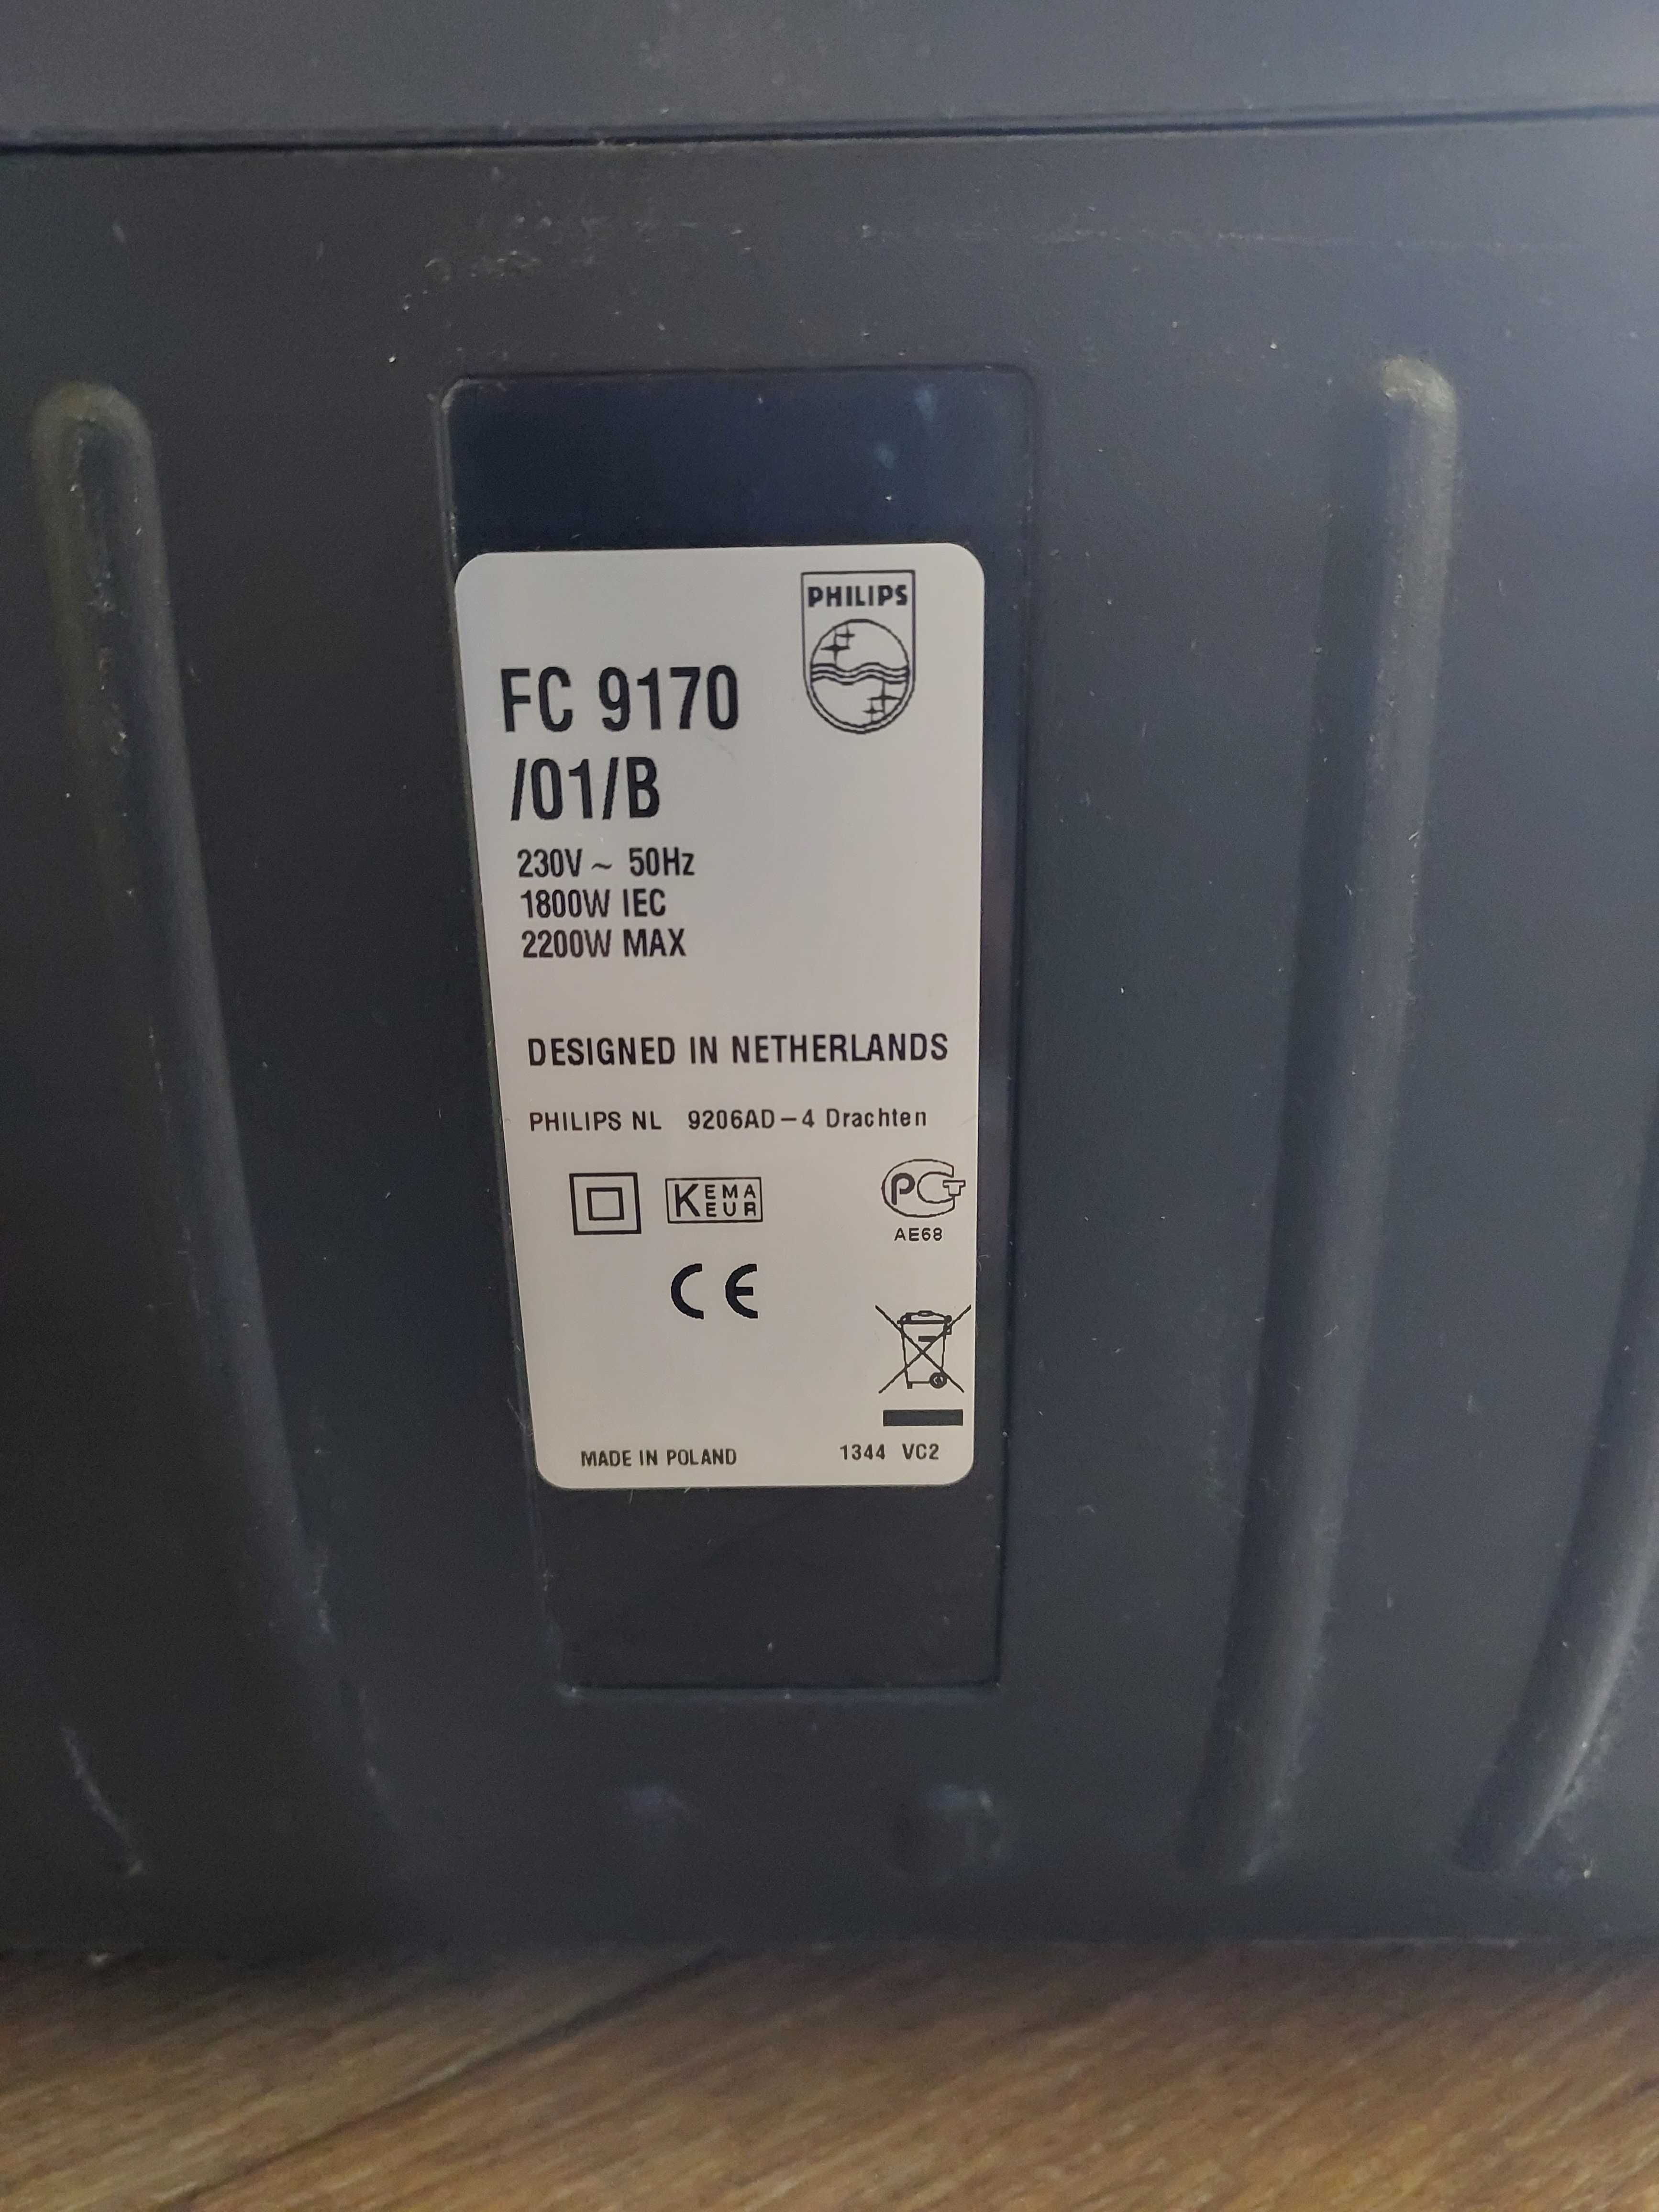 PHILIPS
FC 9170
/01/B
230V ~ 50Hz
1800W IEC
2200W MAX
DESIGNED IN NETHERLANDS
PHILIPS NL 9206AD–4 Drachten
KEMA
EUR
PCT
AE68
CE
MADE IN POLAND 1344 VC2